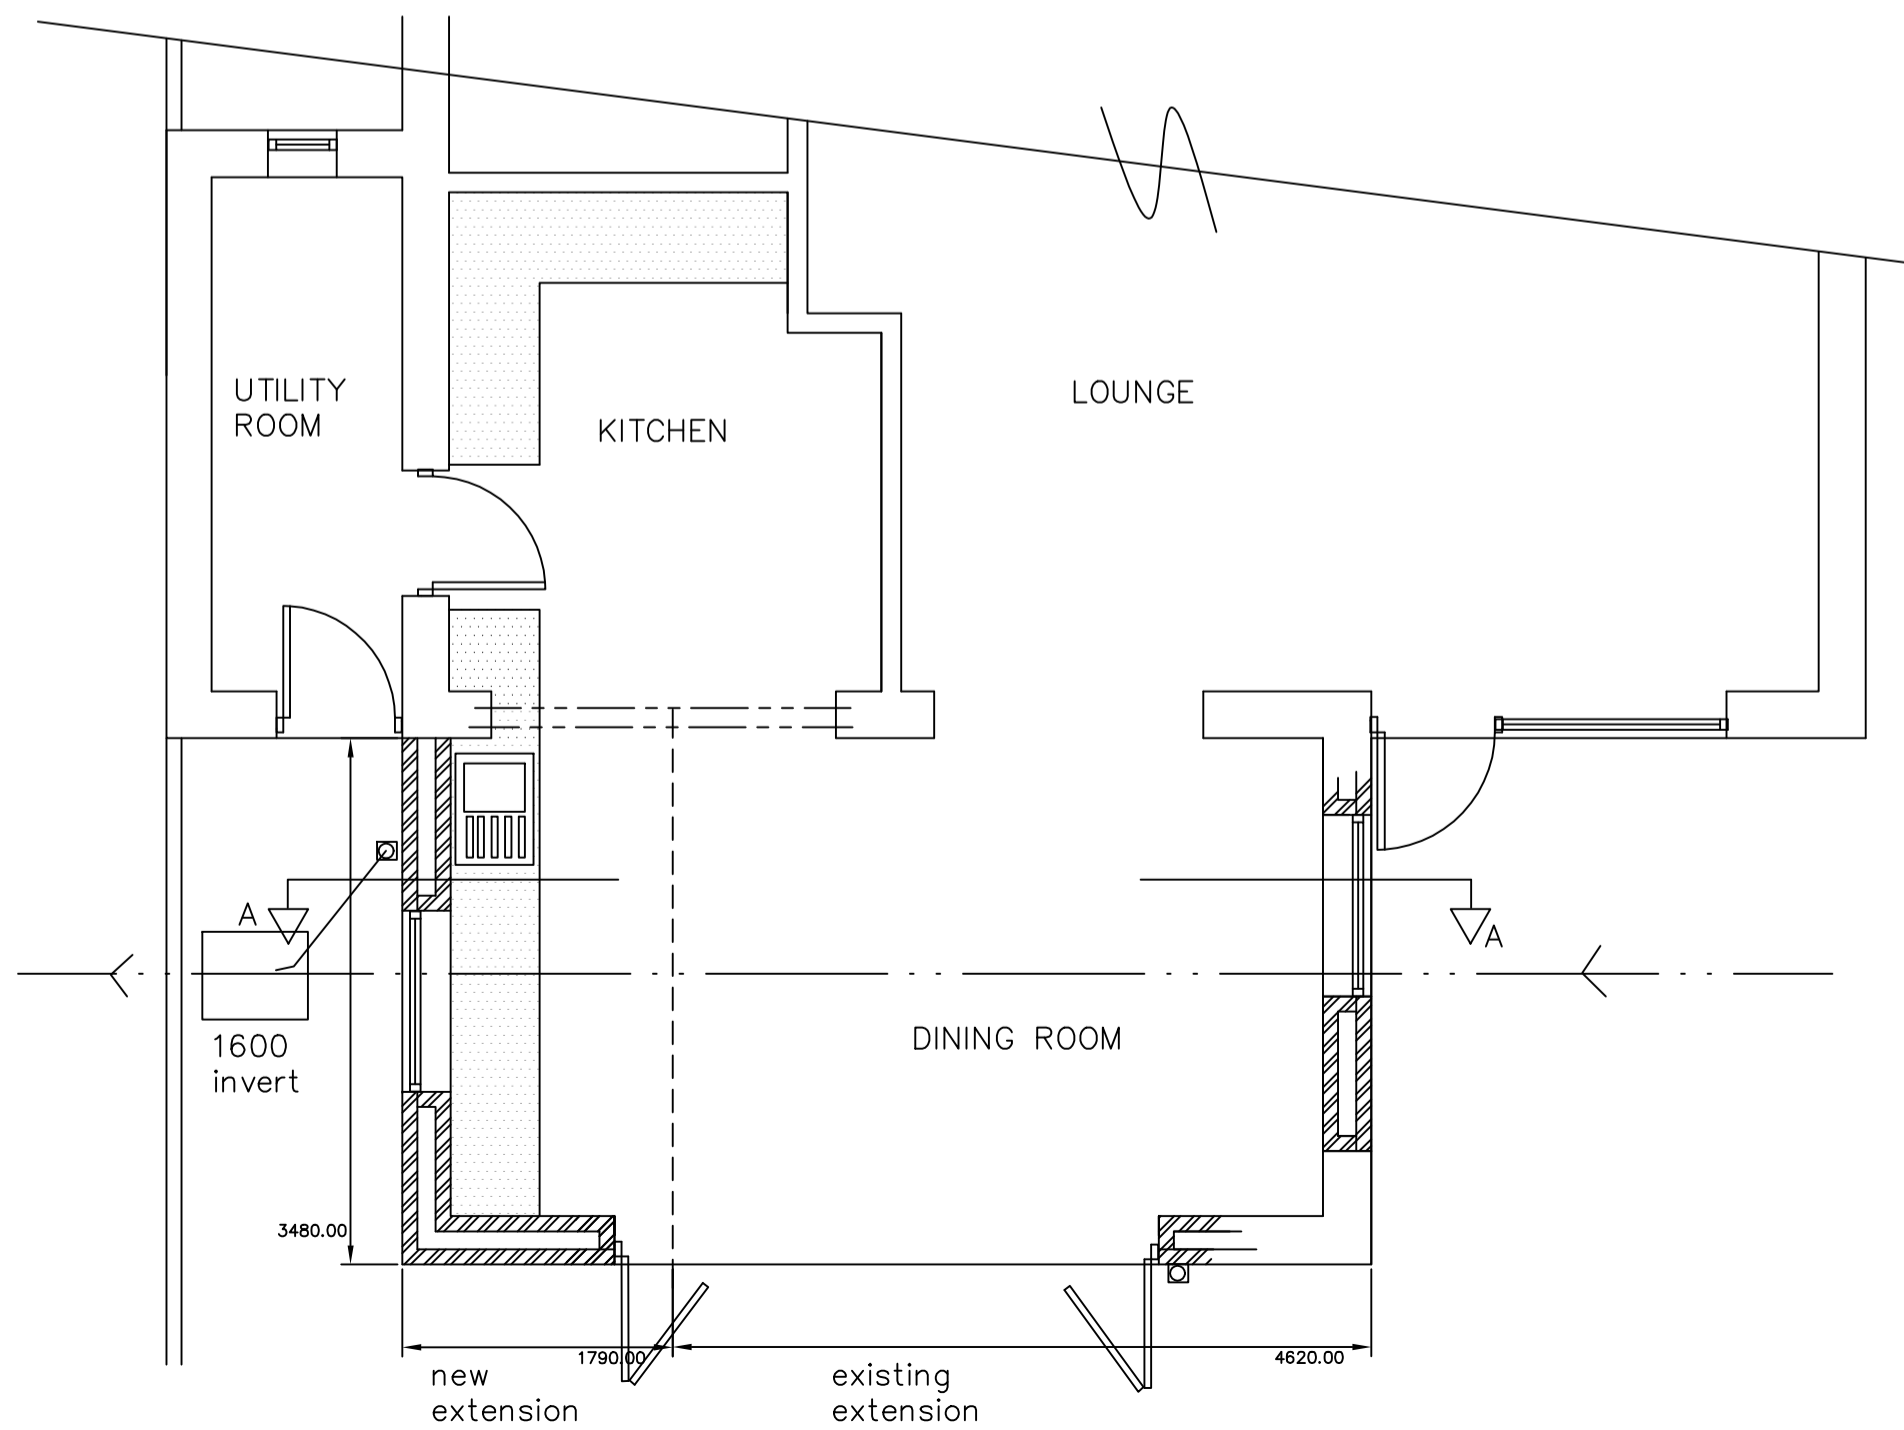 UTILITY
ROOM
KITCHEN
LOUNGE
A
A
1600
invert
DINING ROOM
3480.00
1790.00
4620.00
new
extension
existing
extension